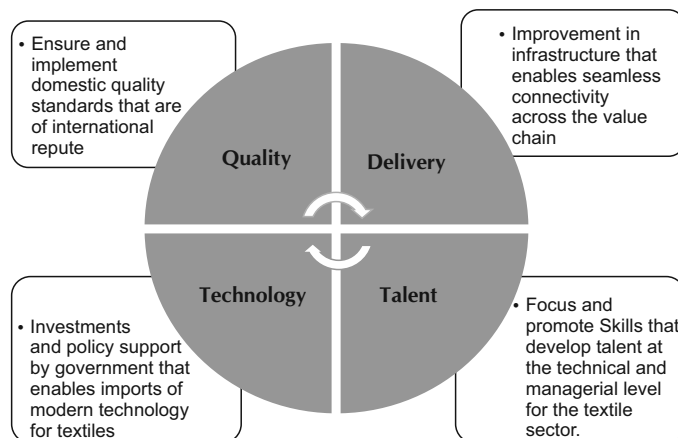 • Ensure and
implement
domestic quality
standards that are
of international
repute
• Improvement in
infrastructure that
enables seamless
connectivity
across the value
chain
Quality
Delivery
Technology
Talent
• Investments
and policy support
by government that
enables imports of
modern technology
for textiles
• Focus and
promote Skills that
develop talent at
the technical and
managerial level
for the textile
sector.